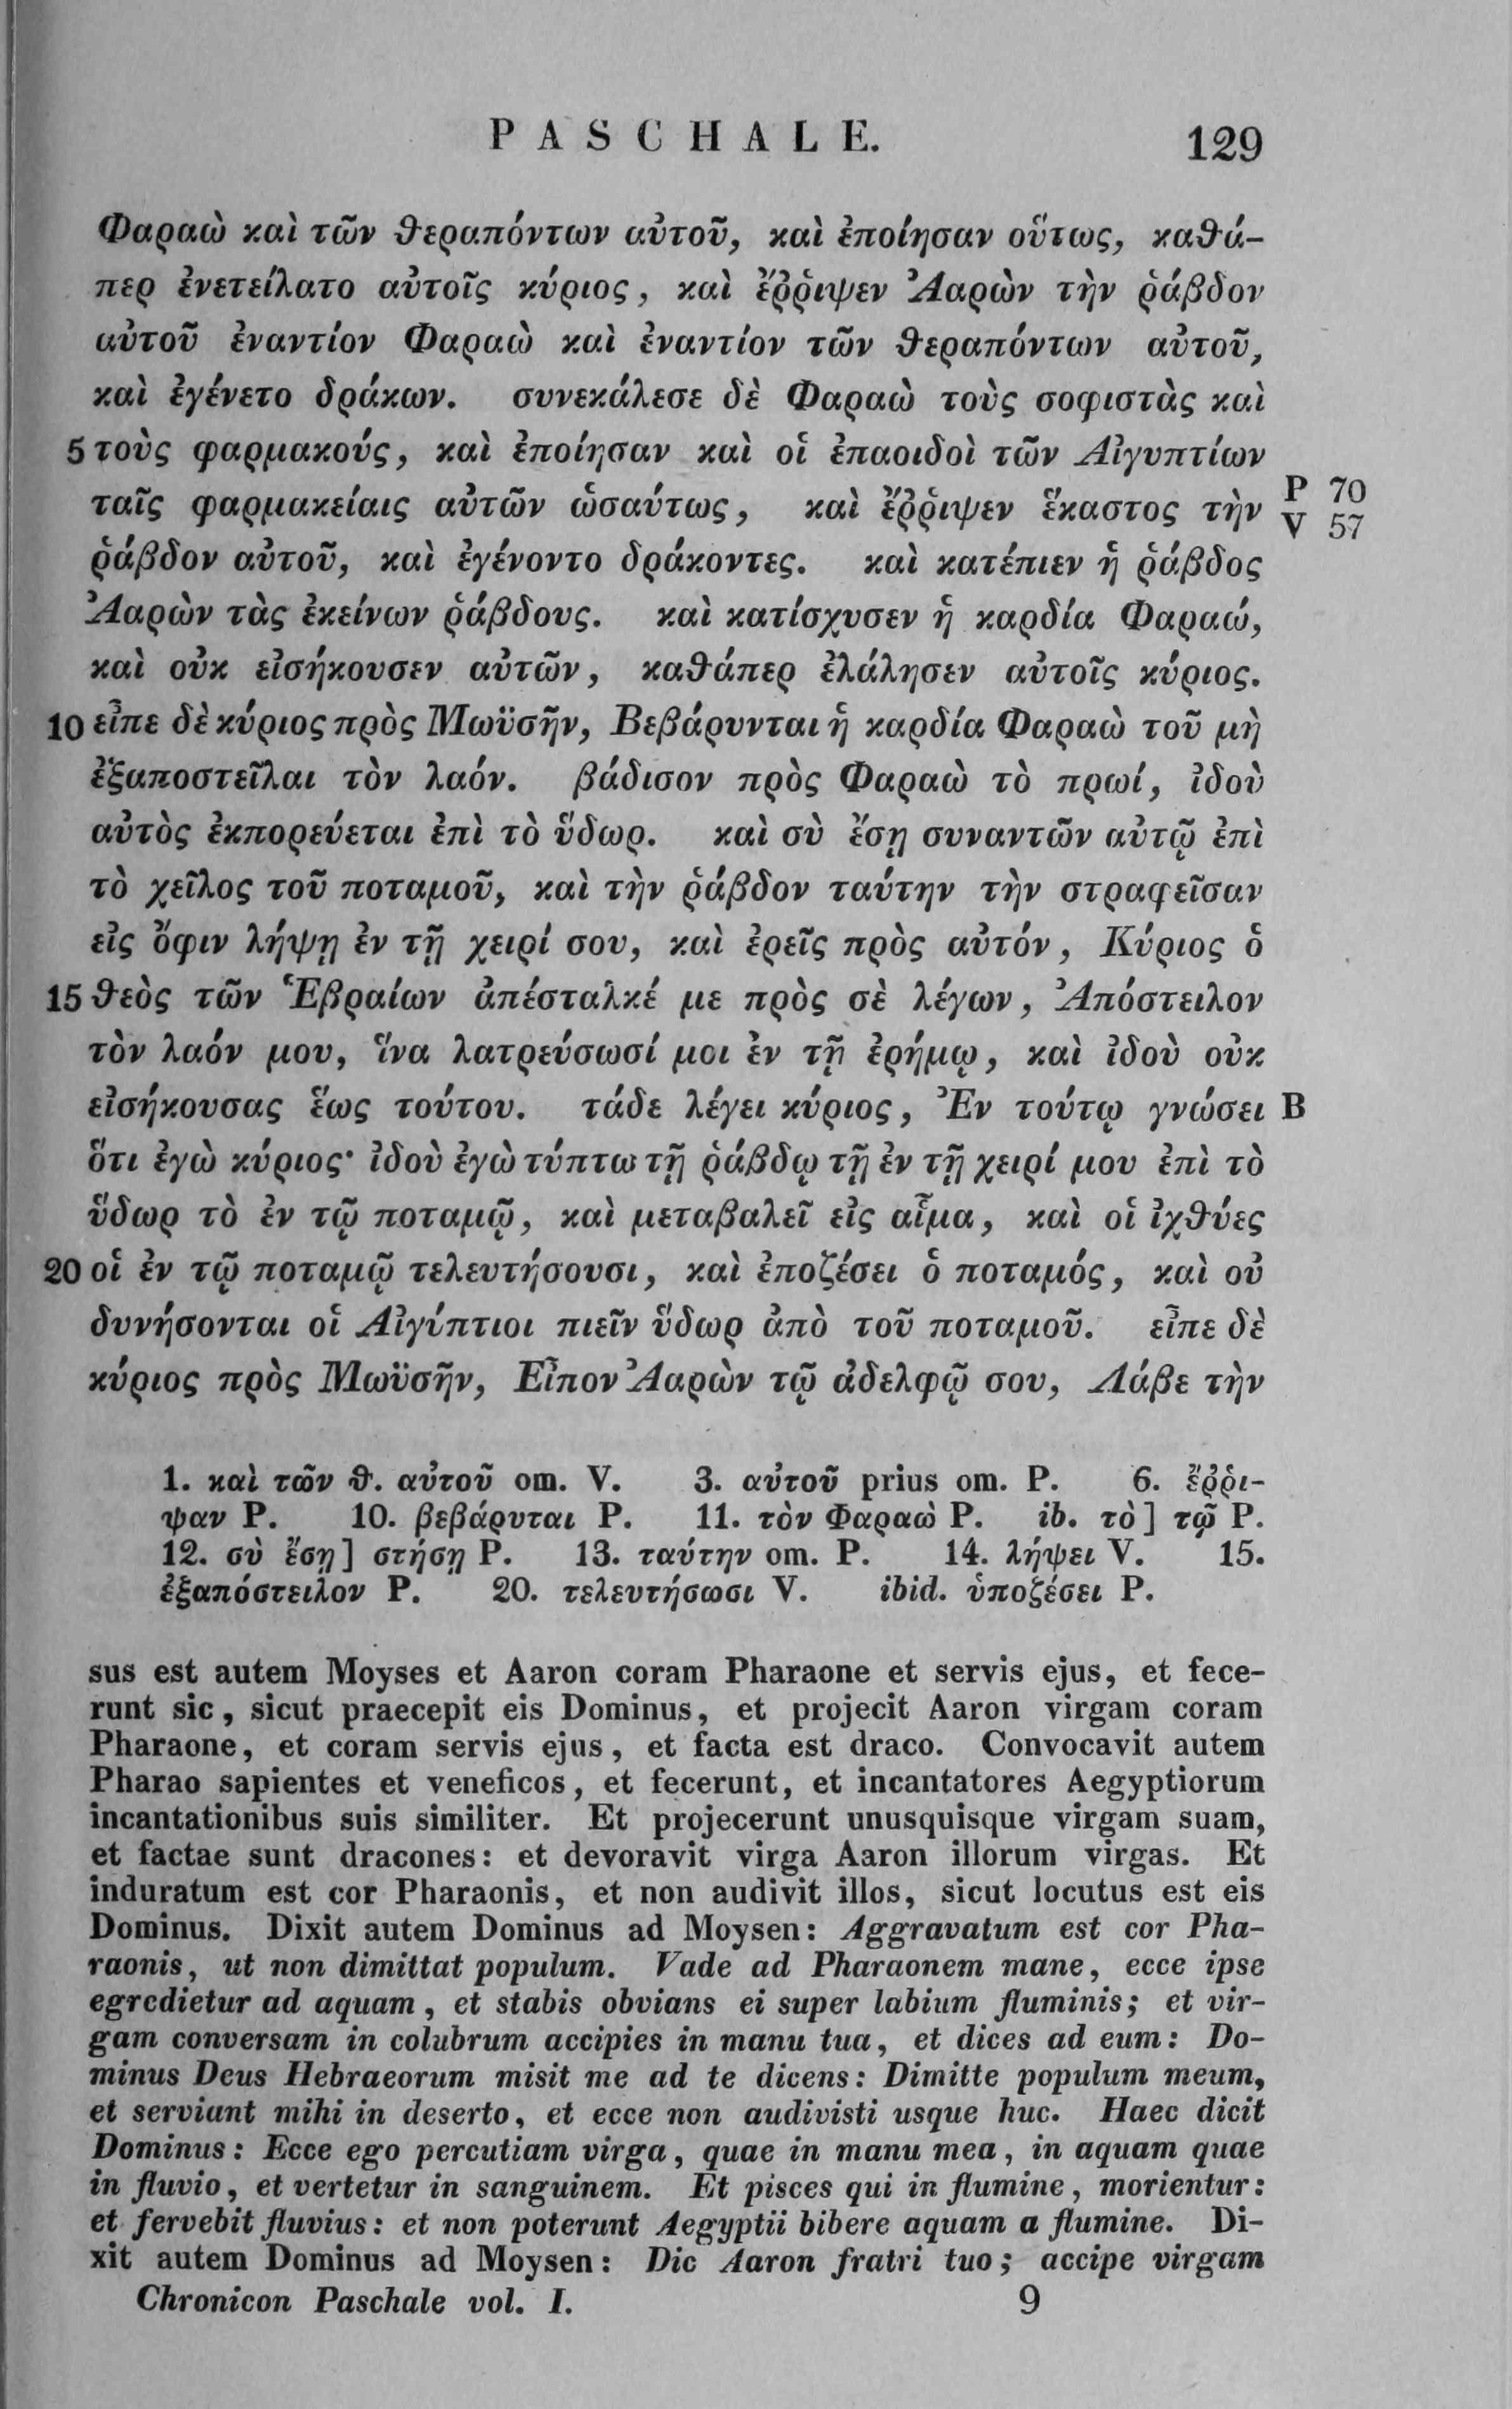 PASCHALE. 129
Φαραὼ καὶ τῶν θεραπόντων αὐτοῦ, καὶ ἐποίησαν οὕτως, καθά-
περ ἐνετείλατο αὐτοῖς κύριος, καὶ ἔῤῥιψεν Ἀαρὼν τὴν ῥάβδον
αὐτοῦ ἐναντίον Φαραὼ καὶ ἐναντίον τῶν θεραπόντων αὐτοῦ,
καὶ ἐγένετο δράκων. συνεκάλεσε δὲ Φαραὼ τοὺς σοφιστὰς καὶ
5 τοὺς φαρμακούς, καὶ ἐποίησαν καὶ οἱ ἐπαοιδοὶ τῶν Αἰγυπτίων
ταῖς φαρμακείαις αὐτῶν ὡσαύτως, καὶ ἔῤῥιψεν ἕκαστος τὴν P 70 V 57
ῥάβδον αὐτοῦ, καὶ ἐγένοντο δράκοντες. καὶ κατέπιεν ἡ ῥάβδος
Ἀαρὼν τὰς ἐκείνων ῥάβδους. καὶ κατίσχυσεν ἡ καρδία Φαραώ,
καὶ οὐκ εἰσήκουσεν αὐτῶν, καθάπερ ἐλάλησεν αὐτοῖς κύριος.
10 εἶπε δὲ κύριος πρὸς Μωϋσῆν, Βεβάρυνται ἡ καρδία Φαραὼ τοῦ μὴ
ἐξαποστεῖλαι τὸν λαόν. βάδισον πρὸς Φαραὼ τὸ πρωί, ἰδοὺ
αὐτὸς ἐκπορεύεται ἐπὶ τὸ ὕδωρ. καὶ σὺ ἔσῃ συναντῶν αὐτῷ ἐπὶ
τὸ χεῖλος τοῦ ποταμοῦ, καὶ τὴν ῥάβδον ταύτην τὴν στραφεῖσαν
εἰς ὄφιν λήψῃ ἐν τῇ χειρί σου, καὶ ἐρεῖς πρὸς αὐτόν, Κύριος ὁ
15 θεὸς τῶν Ἑβραίων ἀπέσταλκέ με πρὸς σὲ λέγων, Ἀπόστειλον
τὸν λαόν μου, ἵνα λατρεύσωσί μοι ἐν τῇ ἐρήμῳ, καὶ ἰδοὺ οὐκ
εἰσήκουσας ἕως τούτου. τάδε λέγει κύριος, Ἐν τούτῳ γνώσει B
ὅτι ἐγὼ κύριος· ἰδοὺ ἐγὼ τύπτω τῇ ῥάβδῳ τῇ ἐν τῇ χειρί μου ἐπὶ τὸ
ὕδωρ τὸ ἐν τῷ ποταμῷ, καὶ μεταβαλεῖ εἰς αἷμα, καὶ οἱ ἰχθύες
20 οἱ ἐν τῷ ποταμῷ τελευτήσουσι, καὶ ἐποζέσει ὁ ποταμός, καὶ οὐ
δυνήσονται οἱ Αἰγύπτιοι πιεῖν ὕδωρ ἀπὸ τοῦ ποταμοῦ. εἶπε δὲ
κύριος πρὸς Μωϋσῆν, Εἶπον Ἀαρὼν τῷ ἀδελφῷ σου, Λάβε τὴν
1. καὶ τῶν θ. αὐτοῦ om. V. 3. αὐτοῦ prius om. P. 6. ἔῤῥι-
ψαν P. 10. βεβάρυται P. 11. τὸν Φαραὼ P. ib. τὸ] τῷ P.
12. σὺ ἔσῃ] στήσῃ P. 13. ταύτην om. P. 14. λήψει V. 15.
ἐξαπόστειλον P. 20. τελευτήσωσι V. ibid. ὑποζέσει P.
sus est autem Moyses et Aaron coram Pharaone et servis ejus, et fece-
runt sic, sicut praecepit eis Dominus, et projecit Aaron virgam coram
Pharaone, et coram servis ejus, et facta est draco. Convocavit autem
Pharao sapientes et veneficos, et fecerunt, et incantatores Aegyptiorum
incantationibus suis similiter. Et projecerunt unusquisque virgam suam,
et factae sunt dracones: et devoravit virga Aaron illorum virgas. Et
induratum est cor Pharaonis, et non audivit illos, sicut locutus est eis
Dominus. Dixit autem Dominus ad Moysen: Aggravatum est cor Pha-
raonis, ut non dimittat populum. Vade ad Pharaonem mane, ecce ipse
egredietur ad aquam, et stabis obvians ei super labium fluminis; et vir-
gam conversam in colubrum accipies in manu tua, et dices ad eum: Do-
minus Deus Hebraeorum misit me ad te dicens: Dimitte populum meum,
et serviant mihi in deserto, et ecce non audivisti usque huc. Haec dicit
Dominus: Ecce ego percutiam virga, quae in manu mea, in aquam quae
in fluvio, et vertetur in sanguinem. Et pisces qui in flumine, morientur:
et fervebit fluvius: et non poterunt Aegyptii bibere aquam a flumine. Di-
xit autem Dominus ad Moysen: Dic Aaron fratri tuo; accipe virgam
Chronicon Paschale vol. I. 9